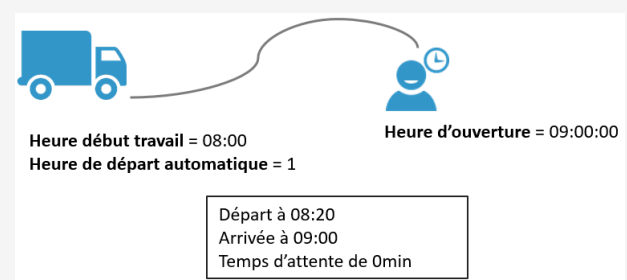 Heure début travail = 08:00
Heure de départ automatique = 1
Heure d'ouverture = 09:00:00
Départ à 08:20
Arrivée à 09:00
Temps d'attente de 0min